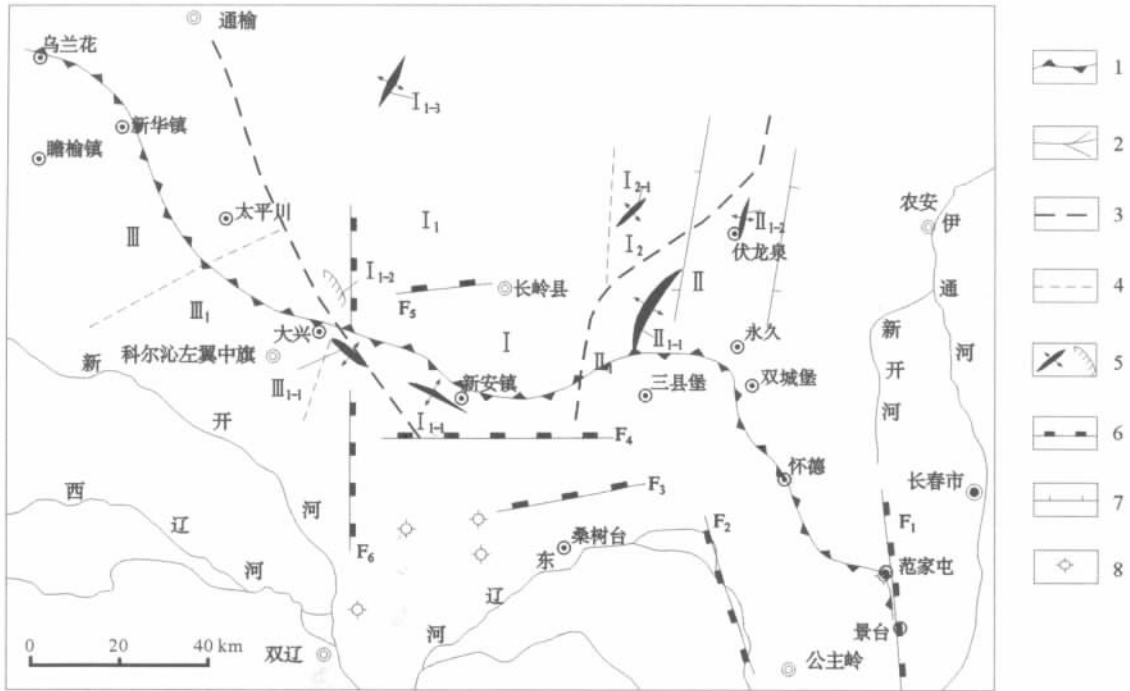 通榆
乌兰花
1
Ⅰ₁₋₃
新华镇
2
瞻榆镇
Ⅰ₂₋₁
农安
伊
3
太平川
Ⅰ₁
Ⅱ₁₋₂
Ⅲ
Ⅰ₂
伏龙泉
Ⅰ₁₋₂
4
通
长岭县
Ⅱ
F₅
Ⅲ₁
新
河
大兴
Ⅰ
Ⅱ₁₋₁
永久
5
科尔沁左翼中旗
Ⅱ₁
开
新
双城堡
Ⅲ₁₋₁
新安镇
三县堡
河
Ⅰ₁₋₁
6
开
F₄
怀德
长春市
西
F₃
7
河
F₂
F₁
辽
桑树台
F₆
东
范家屯
8
河
辽
0 20 40 km
河
景台
双辽
公主岭